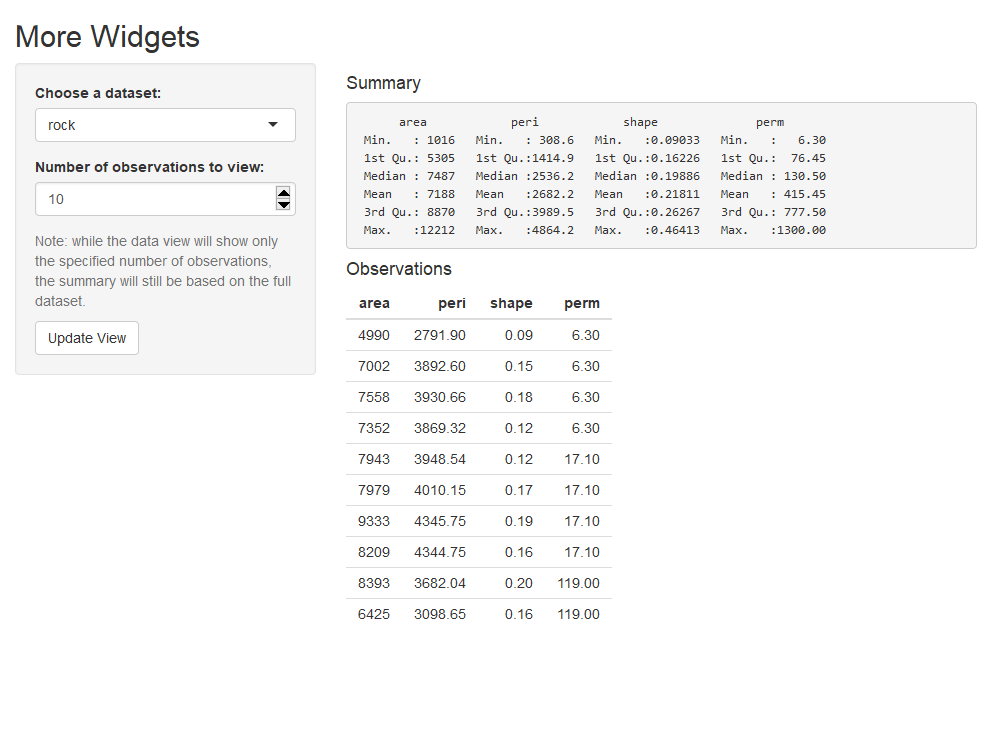 More Widgets
Choose a dataset:
rock
Number of observations to view:
10
Note: while the data view will show only
the specified number of observations,
the summary will still be based on the full
dataset.
Update View
Summary
area peri shape perm
Min. : 1016 Min. : 308.6 Min. :0.09033 Min. : 6.30
1st Qu.: 5305 1st Qu.:1414.9 1st Qu.:0.16226 1st Qu.: 76.45
Median : 7487 Median :2536.2 Median :0.19886 Median : 130.50
Mean : 7188 Mean :2682.2 Mean :0.21811 Mean : 415.45
3rd Qu.: 8870 3rd Qu.:3989.5 3rd Qu.:0.26267 3rd Qu.: 777.50
Max. :12212 Max. :4864.2 Max. :0.46413 Max. :1300.00
Observations
area peri shape perm
4990 2791.90 0.09 6.30
7002 3892.60 0.15 6.30
7558 3930.66 0.18 6.30
7352 3869.32 0.12 6.30
7943 3948.54 0.12 17.10
7979 4010.15 0.17 17.10
9333 4345.75 0.19 17.10
8209 4344.75 0.16 17.10
8393 3682.04 0.20 119.00
6425 3098.65 0.16 119.00